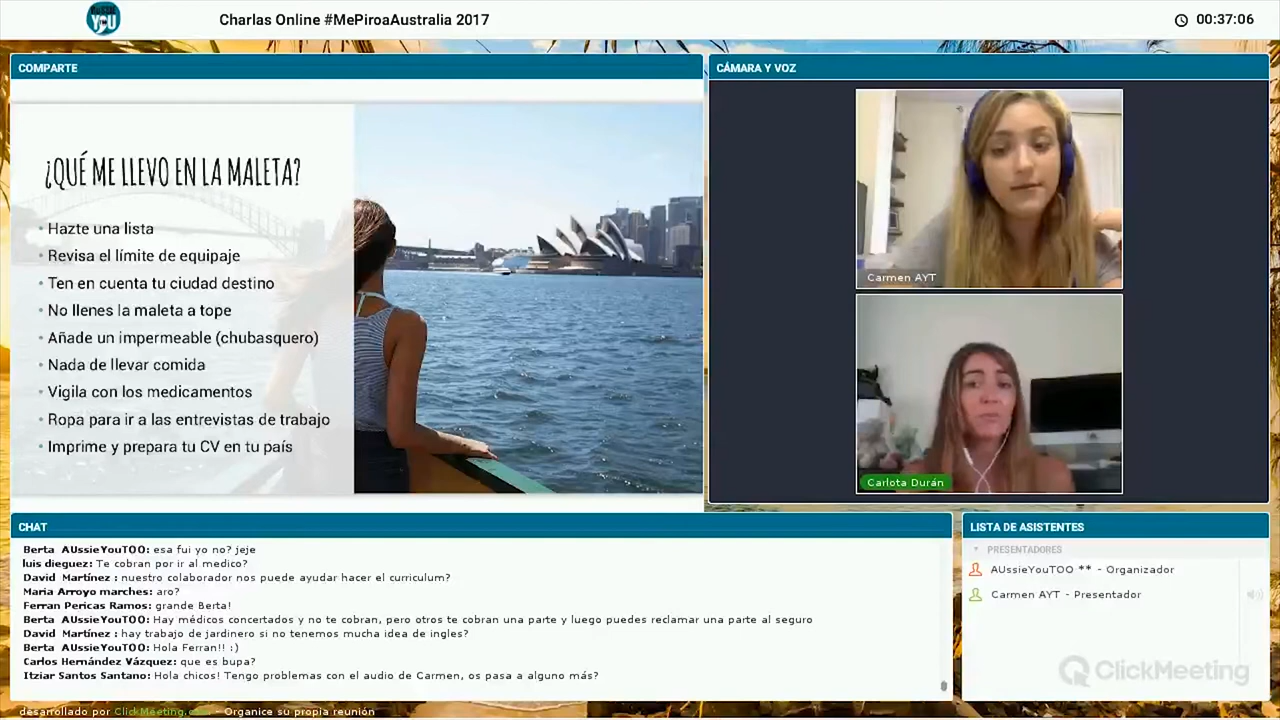 AUSSIE
YOU
TOO
Charlas Online #MePiroaAustralia 2017
00:37:06
COMPARTE
¿QUÉ ME LLEVO EN LA MALETA?
• Hazte una lista
• Revisa el límite de equipaje
• Ten en cuenta tu ciudad destino
• No llenes la maleta a tope
• Añade un impermeable (chubasquero)
• Nada de llevar comida
• Vigila con los medicamentos
• Ropa para ir a las entrevistas de trabajo
• Imprime y prepara tu CV en tu país
CÁMARA Y VOZ
Carmen AYT
Carlota Durán
CHAT
Berta AUssieYouTOO: esa fui yo no? jeje
luis dieguez: Te cobran por ir al medico?
David Martínez : nuestro colaborador nos puede ayudar hacer el curriculum?
Maria Arroyo marches: aro?
Ferran Pericas Ramos: grande Berta!
Berta AUssieYouTOO: Hay médicos concertados y no te cobran, pero otros te cobran una parte y luego puedes reclamar una parte al seguro
David Martínez : hay trabajo de jardinero si no tenemos mucha idea de ingles?
Berta AUssieYouTOO: Hola Ferran!! :)
Carlos Hernández Vázquez: que es bupa?
Itziar Santos Santano: Hola chicos! Tengo problemas con el audio de Carmen, os pasa a alguno más?
LISTA DE ASISTENTES
PRESENTADORES
AUssieYouTOO ** - Organizador
Carmen AYT - Presentador
ClickMeeting
desarrollado por ClickMeeting.com - Organice su propia reunión